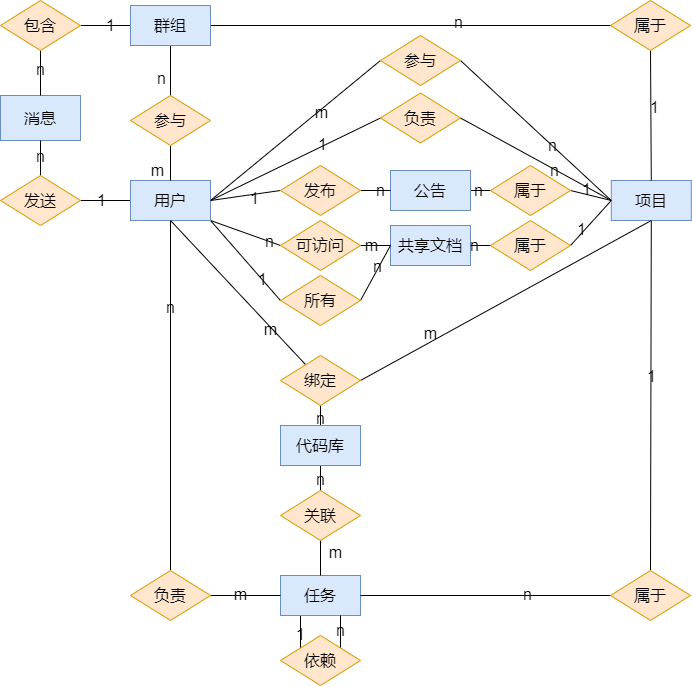 包含
1
群组
n
属于
n
n
参与
m
1
消息
参与
负责
n
1
n
m
n
发送
1
用户
1
发布
n
公告
n
属于
1
项目
n
可访问
m
共享文档
n
属于
1
1
n
所有
n
m
m
1
绑定
n
代码库
n
关联
m
负责
m
任务
n
属于
1
n
依赖